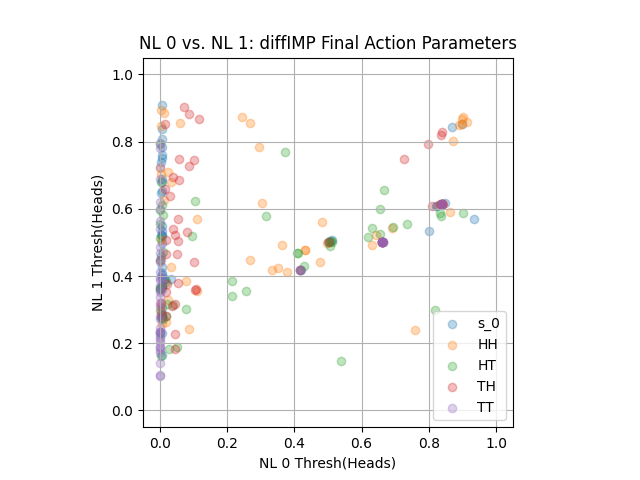 NL 0 vs. NL 1: diffIMP Final Action Parameters
NL 1 Thresh(Heads)
1.0
0.8
0.6
0.4
0.2
0.0
0.0 0.2 0.4 0.6 0.8 1.0
NL 0 Thresh(Heads)
s_0
HH
HT
TH
TT